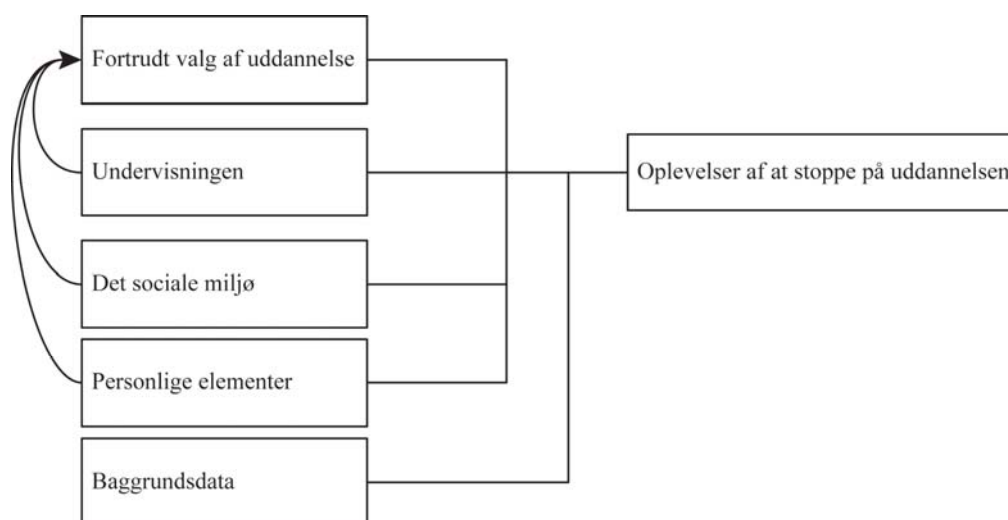 Fortrudt valg af uddannelse
Undervisningen
Oplevelser af at stoppe på uddannelsen
Det sociale miljø
Personlige elementer
Baggrundsdata